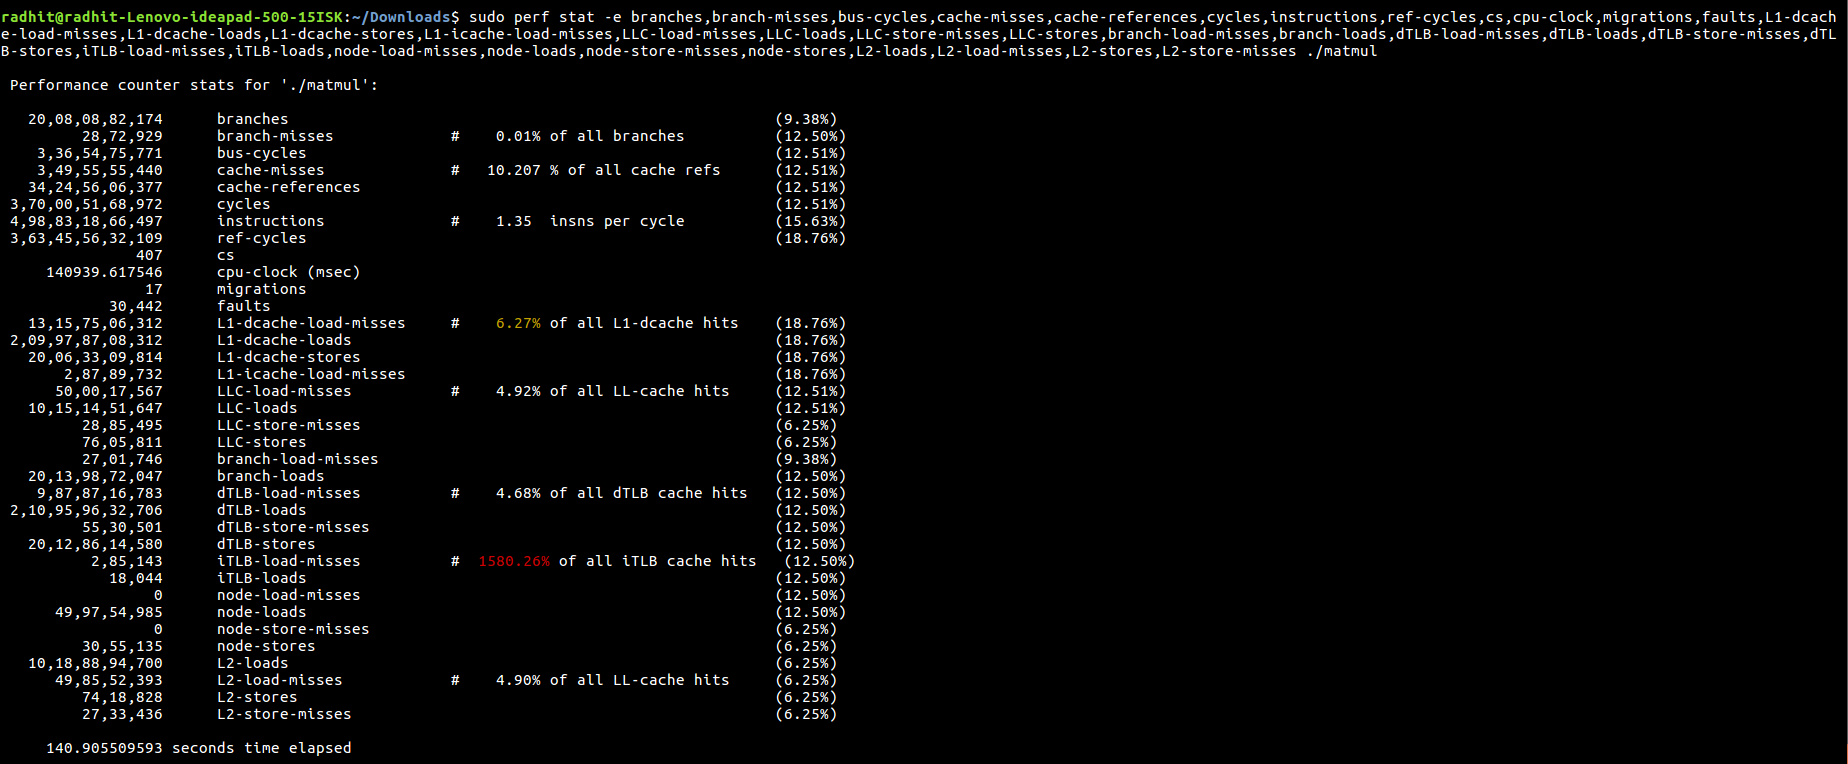 radhit@radhit-Lenovo-ideapad-500-15ISK:~/Downloads$ sudo perf stat -e branches,branch-misses,bus-cycles,cache-misses,cache-references,cycles,instructions,ref-cycles,cs,cpu-clock,migrations,faults,L1-dcach
e-load-misses,L1-dcache-loads,L1-dcache-stores,L1-icache-load-misses,LLC-load-misses,LLC-loads,LLC-store-misses,LLC-stores,branch-load-misses,branch-loads,dTLB-load-misses,dTLB-loads,dTLB-store-misses,dTL
B-stores,iTLB-load-misses,iTLB-loads,node-load-misses,node-loads,node-store-misses,node-stores,L2-loads,L2-load-misses,L2-stores,L2-store-misses ./matmul
Performance counter stats for './matmul':
20,08,08,82,174 branches (9.38%)
28,72,929 branch-misses # 0.01% of all branches (12.50%)
3,36,54,75,771 bus-cycles (12.51%)
3,49,55,55,440 cache-misses # 10.207 % of all cache refs (12.51%)
34,24,56,06,377 cache-references (12.51%)
3,70,00,51,68,972 cycles (12.51%)
4,98,83,18,66,497 instructions # 1.35 insns per cycle (15.63%)
3,63,45,56,32,109 ref-cycles (18.76%)
407 cs
140939.617546 cpu-clock (msec)
17 migrations
30,442 faults
13,15,75,06,312 L1-dcache-load-misses # 6.27% of all L1-dcache hits (18.76%)
2,09,97,87,08,312 L1-dcache-loads (18.76%)
20,06,33,09,814 L1-dcache-stores (18.76%)
2,87,89,732 L1-icache-load-misses (18.76%)
50,00,17,567 LLC-load-misses # 4.92% of all LL-cache hits (12.51%)
10,15,14,51,647 LLC-loads (12.51%)
28,85,495 LLC-store-misses (6.25%)
76,05,811 LLC-stores (6.25%)
27,01,746 branch-load-misses (9.38%)
20,13,98,72,047 branch-loads (12.50%)
9,87,87,16,783 dTLB-load-misses # 4.68% of all dTLB cache hits (12.50%)
2,10,95,96,32,706 dTLB-loads (12.50%)
55,30,501 dTLB-store-misses (12.50%)
20,12,86,14,580 dTLB-stores (12.50%)
2,85,143 iTLB-load-misses # 1580.26% of all iTLB cache hits (12.50%)
18,044 iTLB-loads (12.50%)
0 node-load-misses (12.50%)
49,97,54,985 node-loads (12.50%)
0 node-store-misses (6.25%)
30,55,135 node-stores (6.25%)
10,18,88,94,700 L2-loads (6.25%)
49,85,52,393 L2-load-misses # 4.90% of all LL-cache hits (6.25%)
74,18,828 L2-stores (6.25%)
27,33,436 L2-store-misses (6.25%)
140.905509593 seconds time elapsed